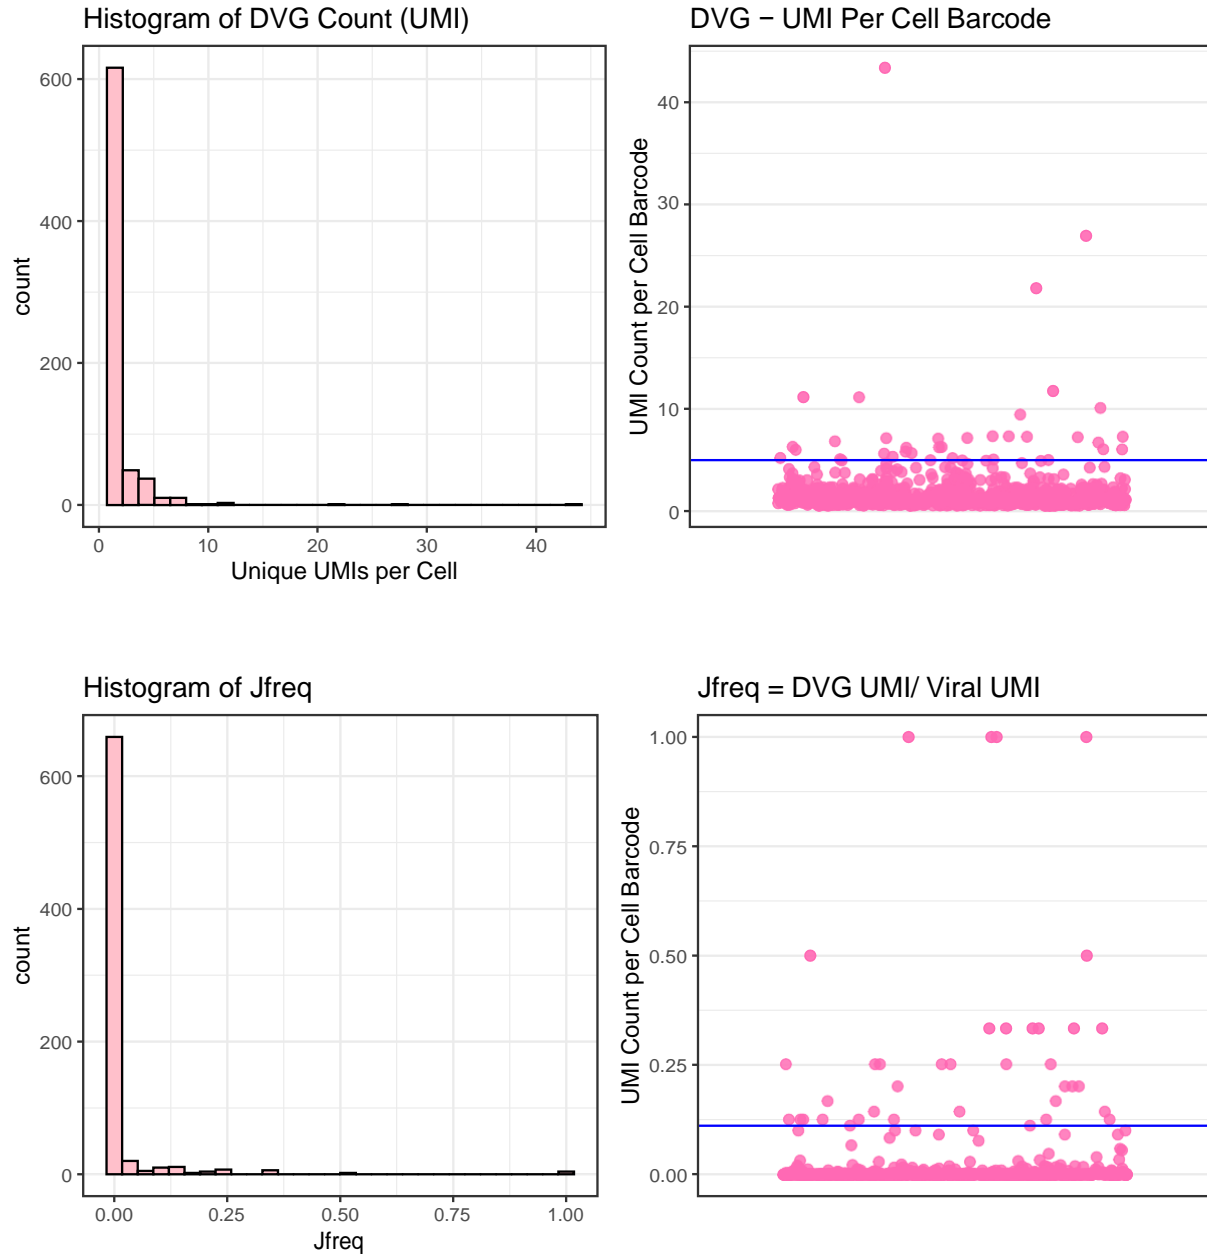 Histogram of DVG Count (UMI)
count
600
400
200
0
0 10 20 30 40
Unique UMIs per Cell
DVG − UMI Per Cell Barcode
UMI Count per Cell Barcode
40
30
20
10
0
Histogram of Jfreq
count
600
400
200
0
0.00 0.25 0.50 0.75 1.00
Jfreq
Jfreq = DVG UMI/ Viral UMI
UMI Count per Cell Barcode
1.00
0.75
0.50
0.25
0.00